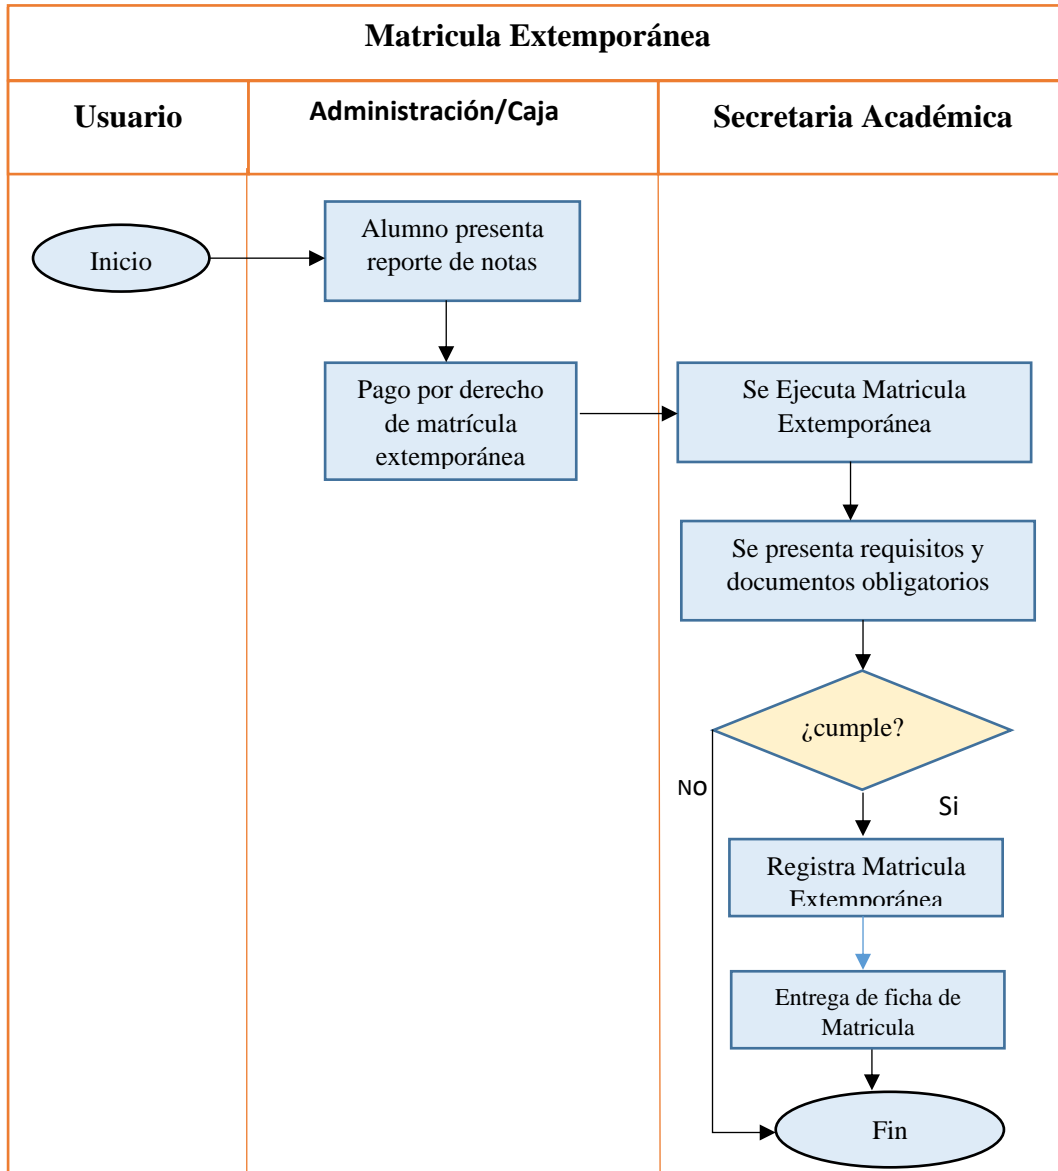 Matricula Extemporánea
Usuario
Administración/Caja
Secretaria Académica
Inicio
Alumno presenta
reporte de notas
Pago por derecho
de matrícula
extemporánea
Se Ejecuta Matricula
Extemporánea
Se presenta requisitos y
documentos obligatorios
¿cumple?
NO
Si
Registra Matricula
Extemporánea
Entrega de ficha de
Matricula
Fin